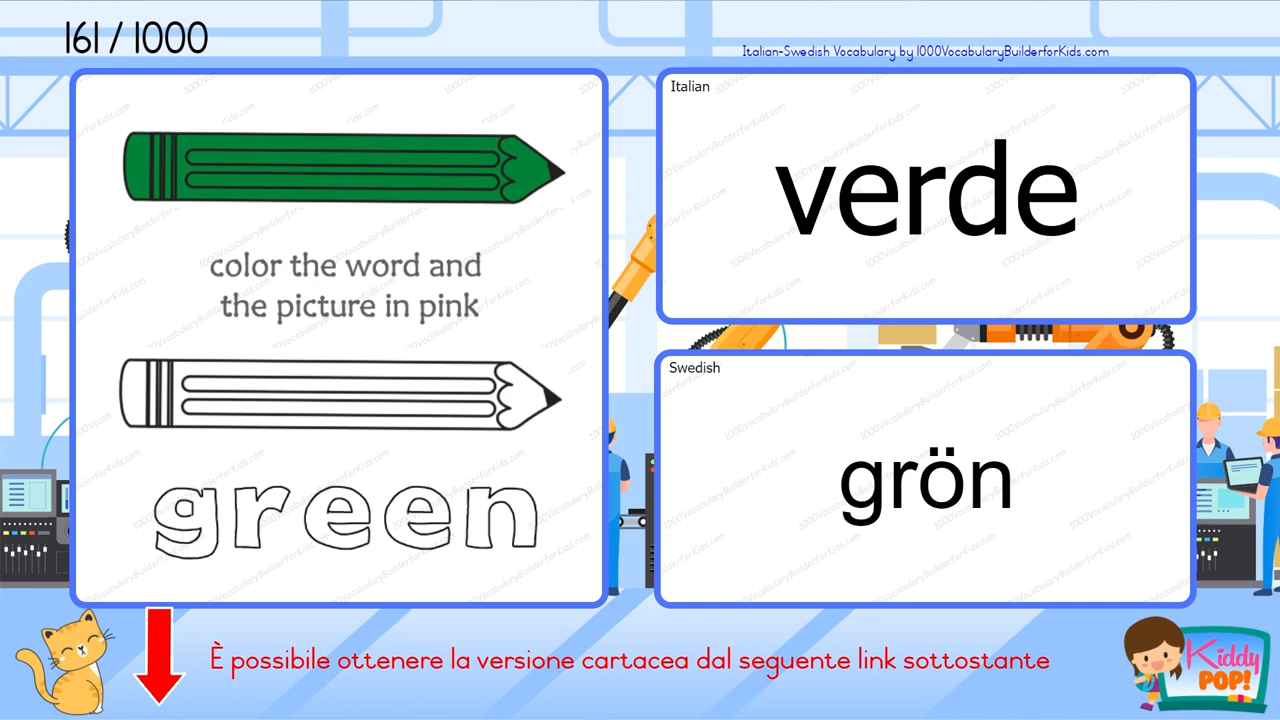 161 / 1000
Italian-Swedish Vocabulary by 1000VocabularyBuilderforKids.com
color the word and
the picture in pink
green
Italian
verde
Swedish
grön
È possibile ottenere la versione cartacea dal seguente link sottostante
Kiddy
POP!